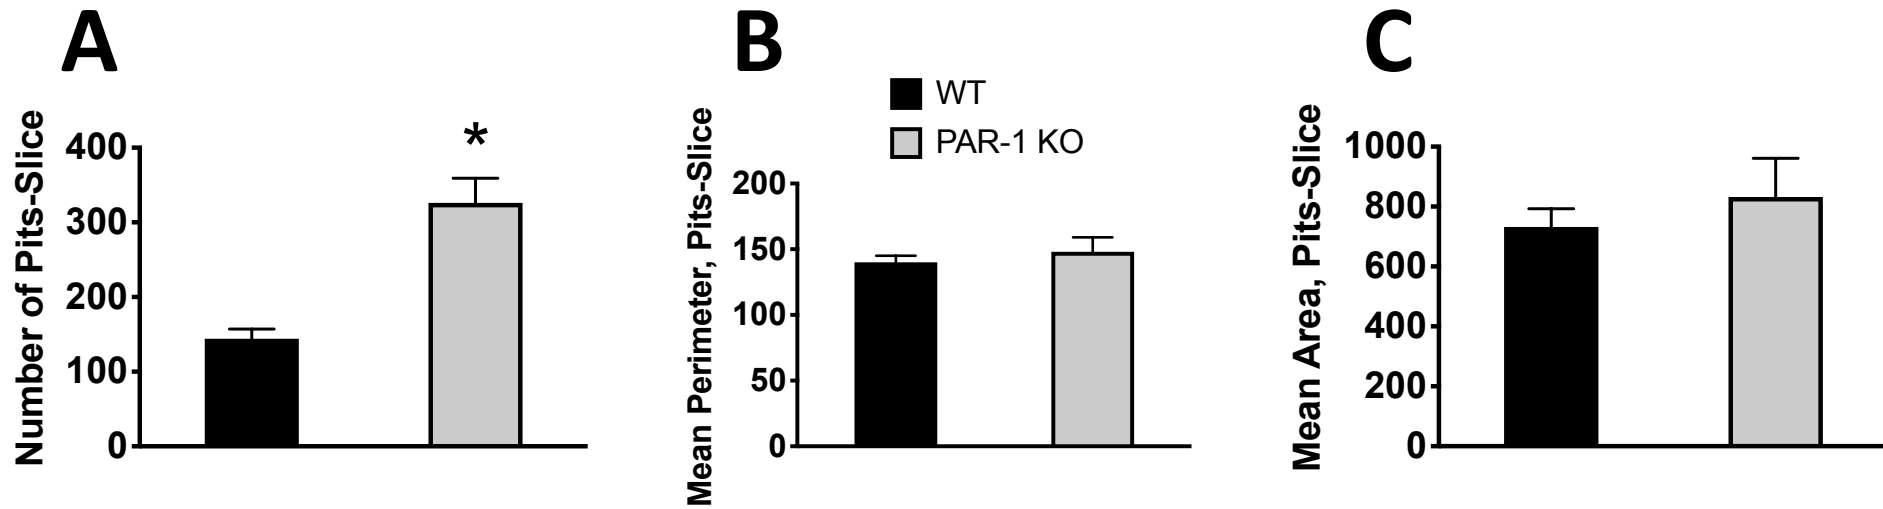 A
Number of Pits-Slice
400
300
200
100
0
*
B
WT
PAR-1 KO
Mean Perimeter, Pits-Slice
200
150
100
50
0
C
Mean Area, Pits-Slice
1000
800
600
400
200
0